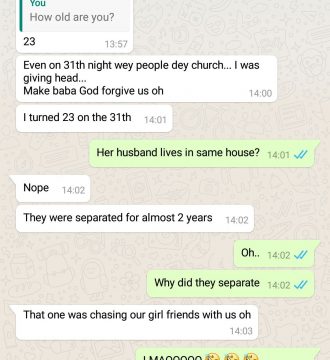 You
How old are you?
23
13:57
Even on 31th night wey people dey church... I was
giving head...
Make baba God forgive us oh
14:00
I turned 23 on the 31th 14:01
Her husband lives in same house? 14:01
Nope
14:02
They were separated for almost 2 years 14:02
Oh.. 14:02
Why did they separate 14:02
That one was chasing our girl friends with us oh
14:03
LMAOOOOO